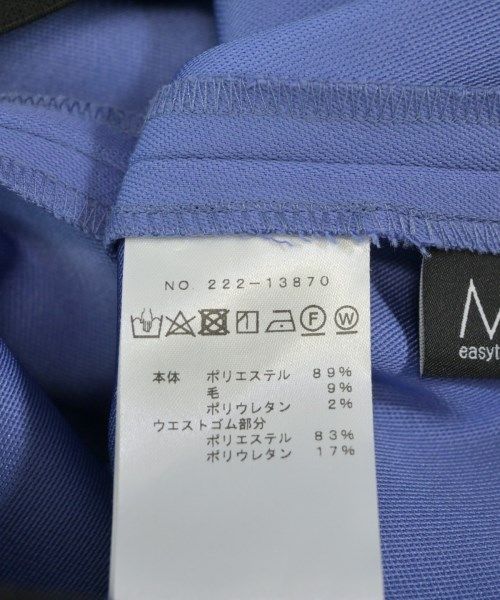 NO 222-13870
F W
本体 ポリエステル 89%
毛 9%
ポリウレタン 2%
ウエストゴム部分
ポリエステル 83%
ポリウレタン 17%
M
easyt